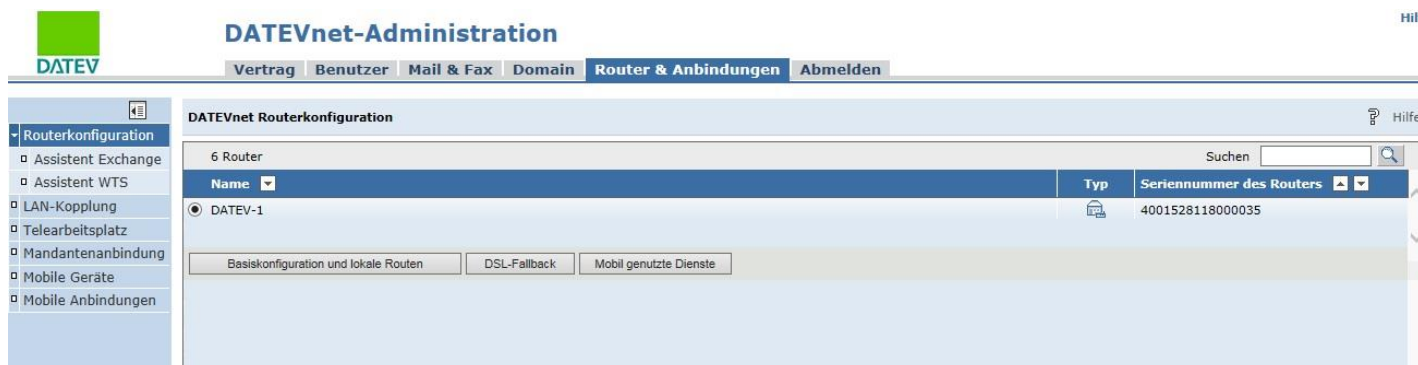 Hil
DATEVnet-Administration
DATEV
Vertrag Benutzer Mail & Fax Domain Router & Anbindungen Abmelden
DATEVnet Routerkonfiguration
? Hilfe
Routerkonfiguration
Assistent Exchange
Assistent WTS
LAN-Kopplung
Telearbeitsplatz
Mandantenanbindung
Mobile Geräte
Mobile Anbindungen
6 Router Suchen
Name Typ Seriennummer des Routers
DATEV-1 4001528118000035
Basiskonfiguration und lokale Routen DSL-Fallback Mobil genutzte Dienste